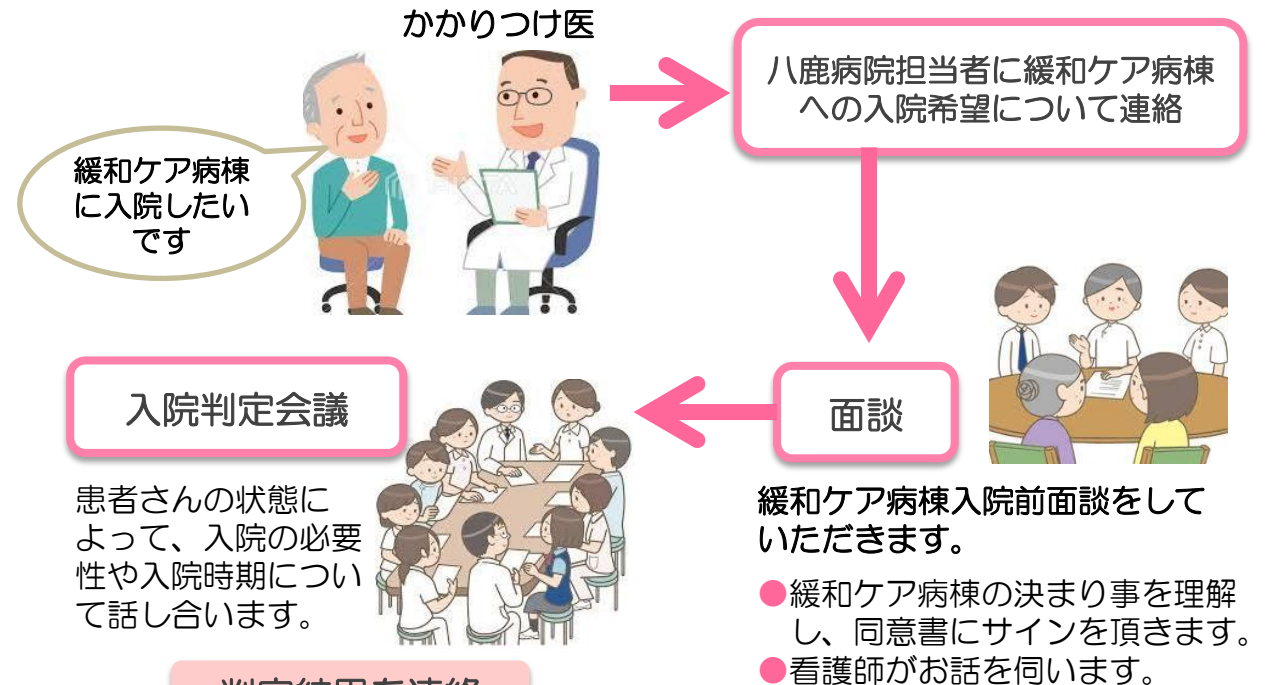 かかりつけ医
緩和ケア病棟
に入院したい
です
八鹿病院担当者に緩和ケア病棟
への入院希望について連絡
面談
緩和ケア病棟入院前面談をして
いただきます。
●緩和ケア病棟の決まり事を理解
し、同意書にサインを頂きます。
●看護師がお話を伺います。
入院判定会議
患者さんの状態に
よって、入院の必要
性や入院時期につい
て話し合います。
判定結果を連絡